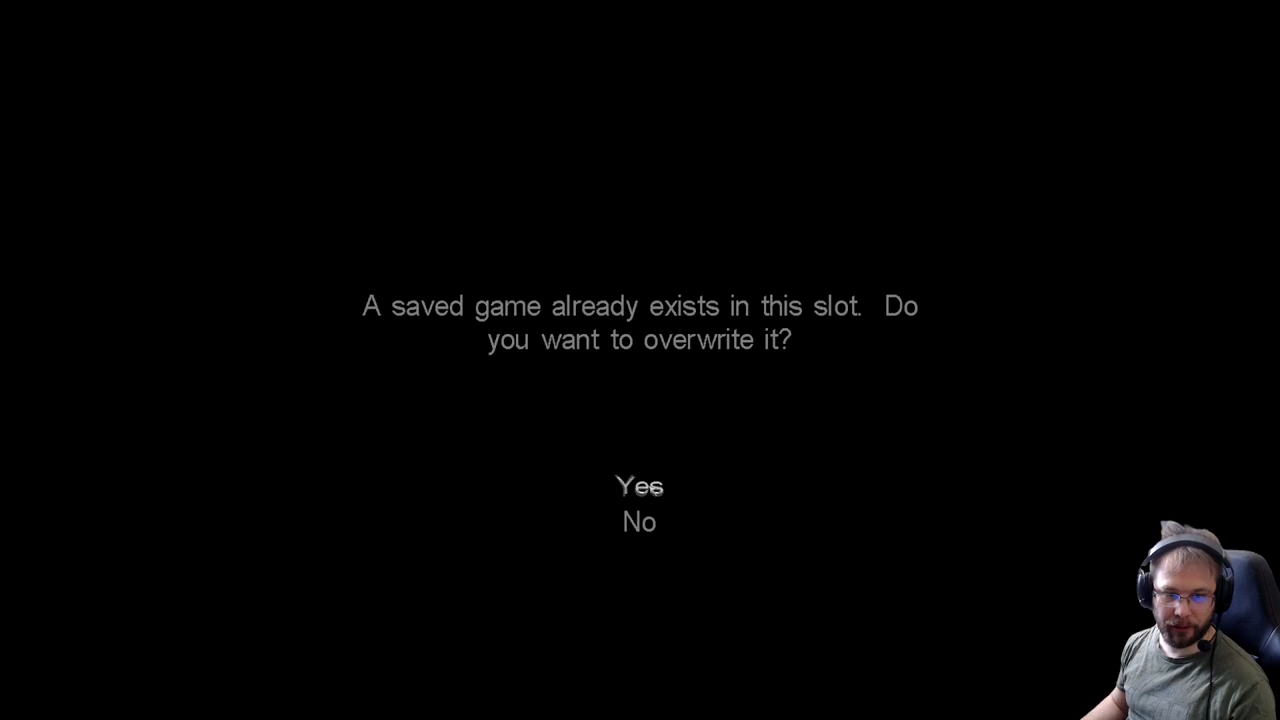 A saved game already exists in this slot.  Do
you want to overwrite it?
Yes
No